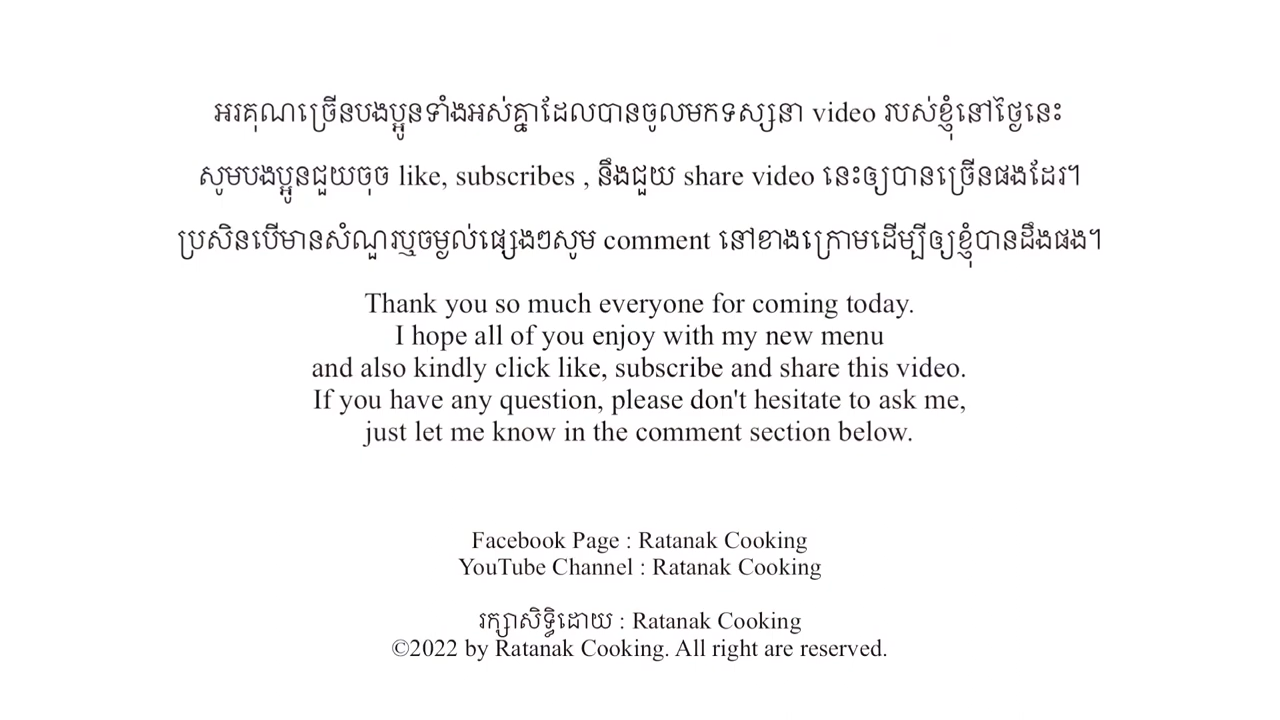 អរគុណច្រើនបងប្អូនទាំងអស់គ្នាដែលបានចូលមកទស្សនា video របស់ខ្ញុំនៅថ្ងៃនេះ
សូមបងប្អូនជួយចុច like, subscribes , នឹងជួយ share video នេះឲ្យបានច្រើនផងដែរ។
ប្រសិនបើមានសំណួរឬចម្ងល់ផ្សេងៗសូម comment នៅខាងក្រោមដើម្បីឲ្យខ្ញុំបានដឹងផង។
Thank you so much everyone for coming today.
I hope all of you enjoy with my new menu
and also kindly click like, subscribe and share this video.
If you have any question, please don't hesitate to ask me,
just let me know in the comment section below.
Facebook Page : Ratanak Cooking
YouTube Channel : Ratanak Cooking
រក្សាសិទ្ធិដោយ : Ratanak Cooking
©2022 by Ratanak Cooking. All right are reserved.